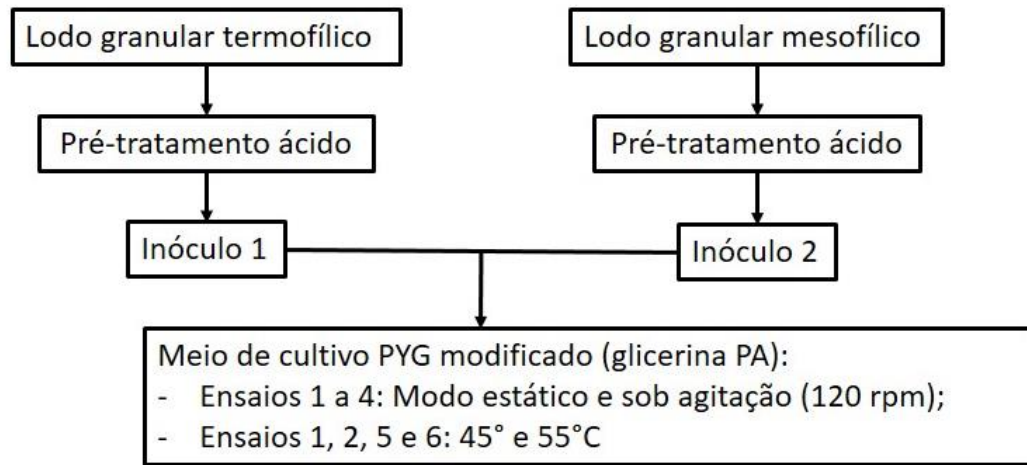 Lodo granular termofílico
Lodo granular mesofílico
Pré-tratamento ácido
Pré-tratamento ácido
Inóculo 1
Inóculo 2
Meio de cultivo PYG modificado (glicerina PA):
- Ensaios 1 a 4: Modo estático e sob agitação (120 rpm);
- Ensaios 1, 2, 5 e 6: 45° e 55°C